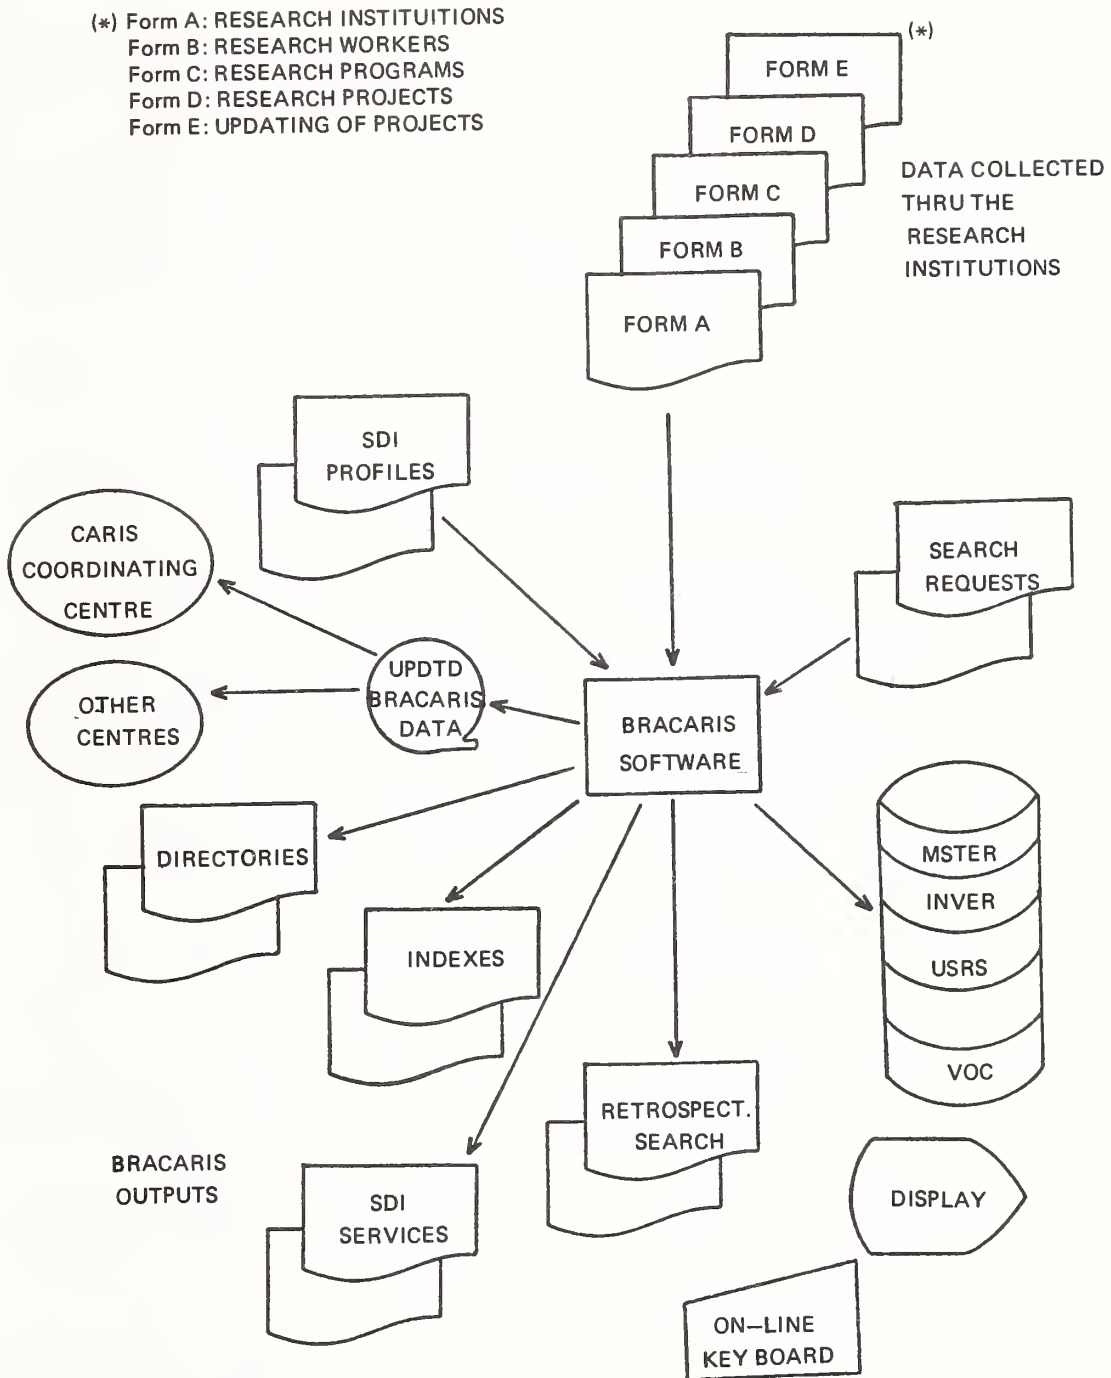 (*) Form A: RESEARCH INSTITUITIONS
Form B: RESEARCH WORKERS
Form C: RESEARCH PROGRAMS
Form D: RESEARCH PROJECTS
Form E: UPDATING OF PROJECTS
(*)
FORM E
FORM D
FORM C
FORM B
FORM A
DATA COLLECTED
THRU THE
RESEARCH
INSTITUTIONS
SDI
PROFILES
CARIS
COORDINATING
CENTRE
SEARCH
REQUESTS
UPDTD
BRACARIS
DATA
OTHER
CENTRES
BRACARIS
SOFTWARE
DIRECTORIES
MSTER
INVER
USRS
VOC
INDEXES
RETROSPECT.
SEARCH
BRACARIS
OUTPUTS
SDI
SERVICES
DISPLAY
ON-LINE
KEY BOARD